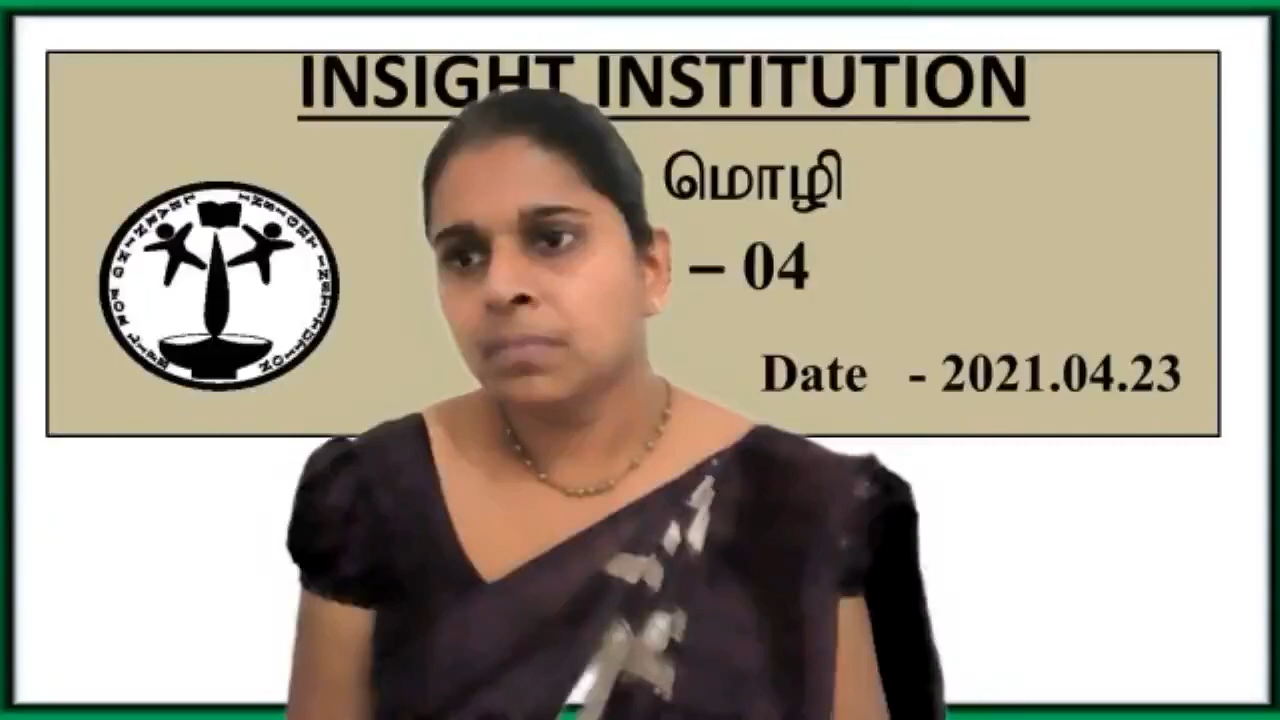 INSIGHT INSTITUTION
மொழி
– 04
Date - 2021.04.23